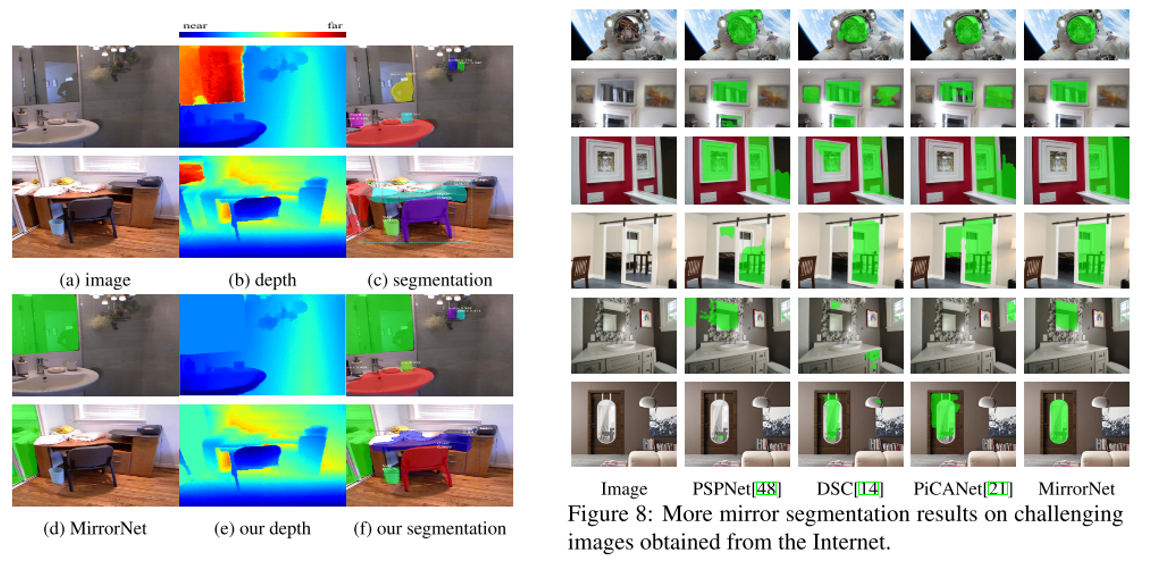 near far
(a) image (b) depth (c) segmentation
(d) MirrorNet (e) our depth (f) our segmentation
Image PSPNet[48] DSC[14] PiCANet[21] MirrorNet
Figure 8: More mirror segmentation results on challenging
images obtained from the Internet.